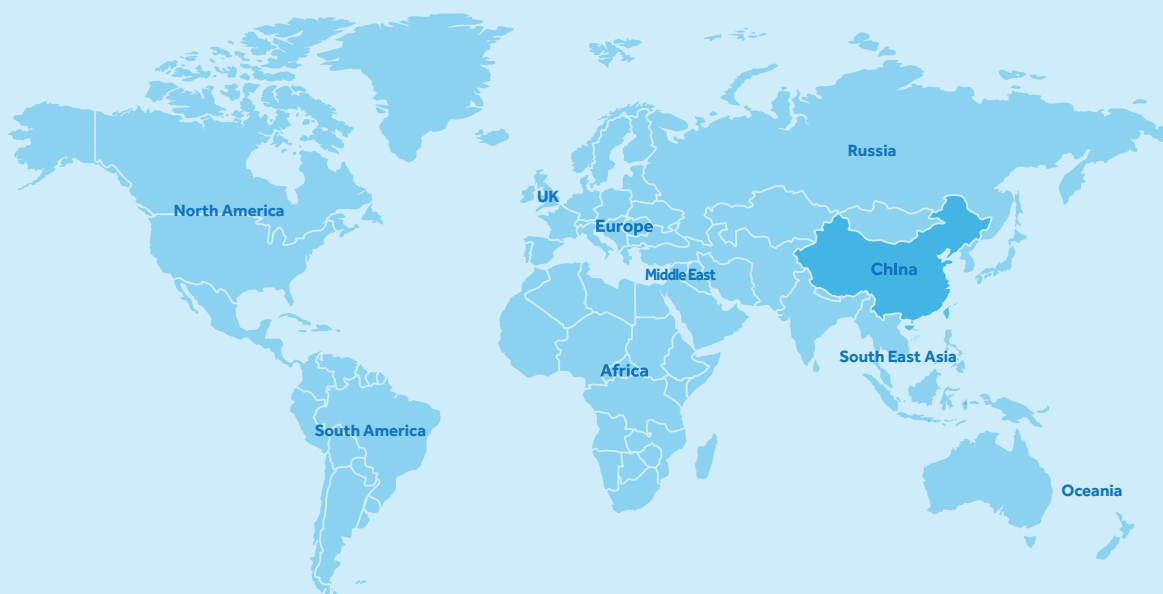 Russia
UK
North America
Europe
ChIna
Middle East
South East Asia
Africa
South America
Oceania